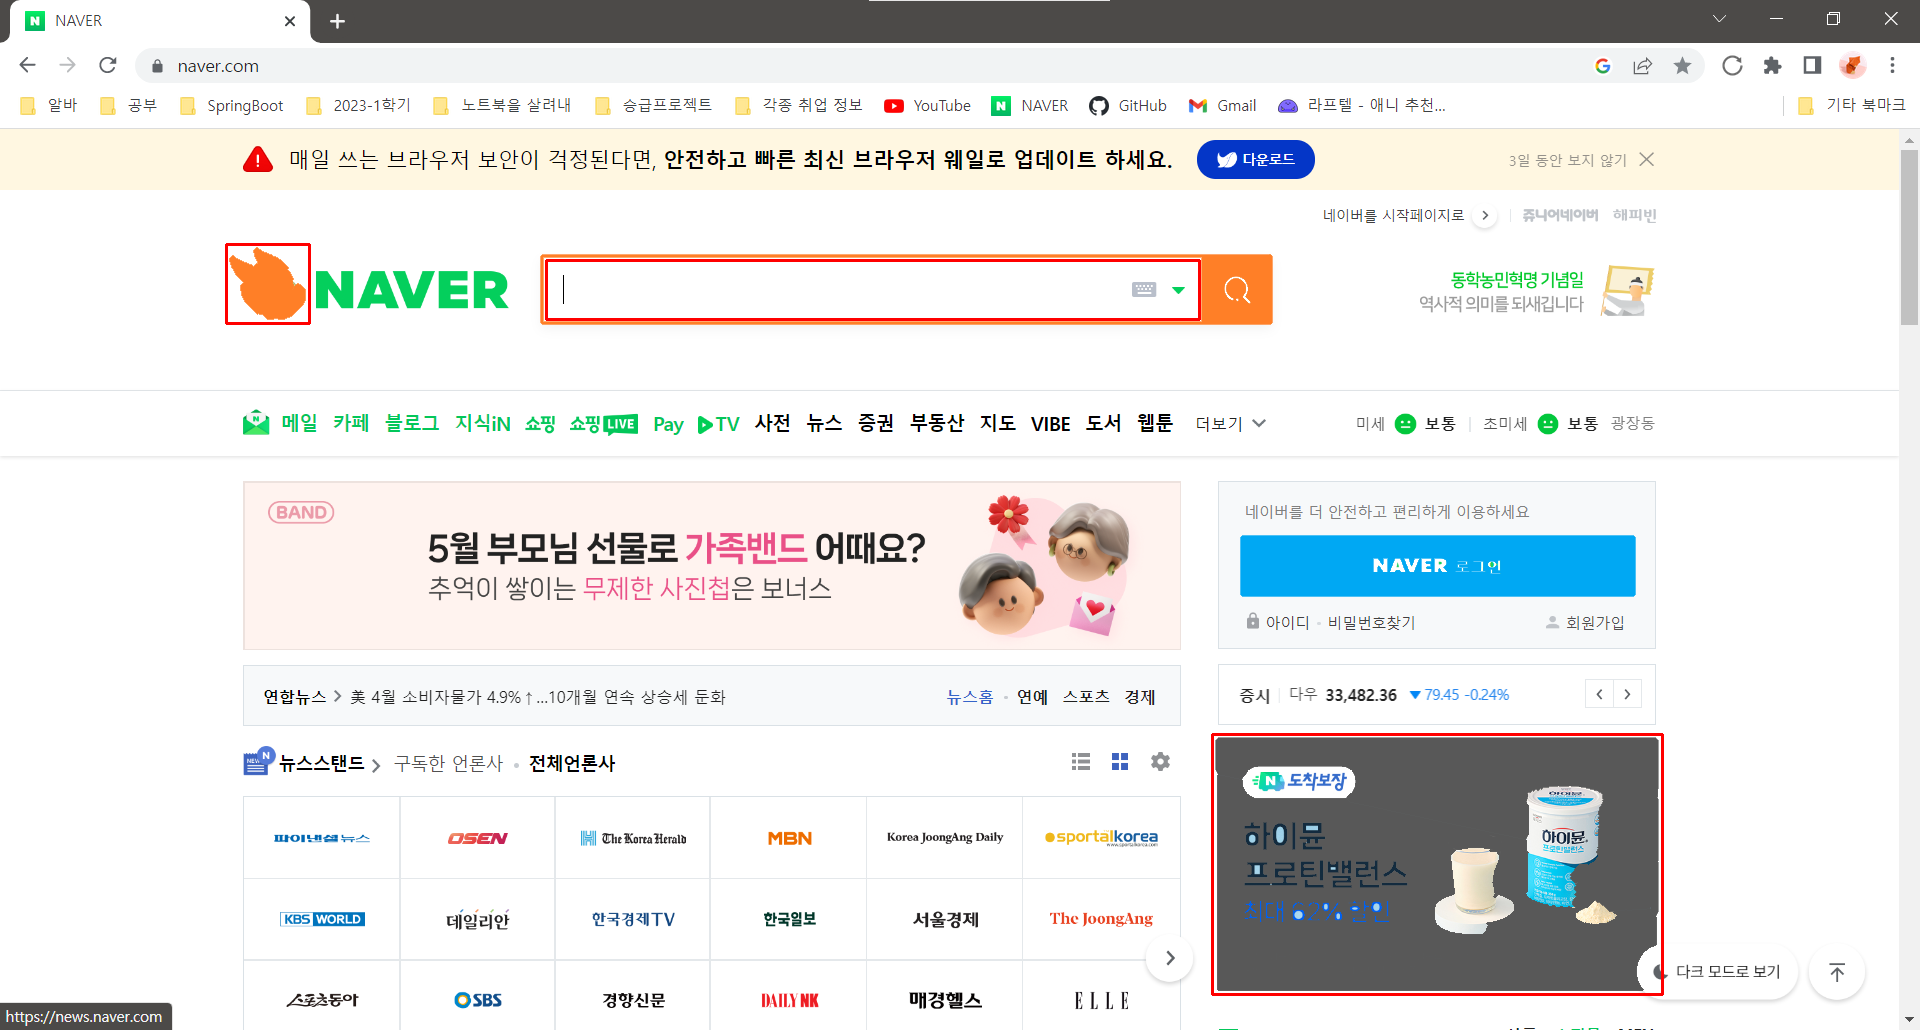 NAVER
naver.com
알바 공부 SpringBoot 2023-1학기 노트북을 살려내 승급프로젝트 각종 취업 정보 YouTube NAVER GitHub Gmail 라프텔 - 애니 추천... 기타 북마크
매일 쓰는 브라우저 보안이 걱정된다면, 안전하고 빠른 최신 브라우저 웨일로 업데이트 하세요. 다운로드 3일 동안 보지 않기
네이버를 시작페이지로 쥬니어네이버 해피빈
NAVER
동학농민혁명 기념일
역사적 의미를 되새깁니다
메일 카페 블로그 지식iN 쇼핑 쇼핑LIVE Pay TV 사전 뉴스 증권 부동산 지도 VIBE 도서 웹툰 더보기 미세 보통 초미세 보통 광장동
BAND
5월 부모님 선물로 가족밴드 어때요?
추억이 쌓이는 무제한 사진첩은 보너스
네이버를 더 안전하고 편리하게 이용하세요
NAVER 로그인
아이디 비밀번호찾기 회원가입
연합뉴스 美 4월 소비자물가 4.9%↑...10개월 연속 상승세 둔화 뉴스홈 연예 스포츠 경제
증시 다우 33,482.36 ▼79.45 -0.24%
뉴스스탠드 구독한 언론사 전체언론사
파이낸셜뉴스 OSEN The Korea Herald MBN Korea JoongAng Daily sportalkorea
www.sportalkorea.com
KBS WORLD 데일리안 한국경제TV 한국일보 서울경제 The JoongAng
스포츠동아 SBS 경향신문 DAILY NK 매경헬스 ELLE
도착보장
하이뮨
프로틴밸런스
하이뮨
프로틴밸런스
다크 모드로 보기
https://news.naver.com